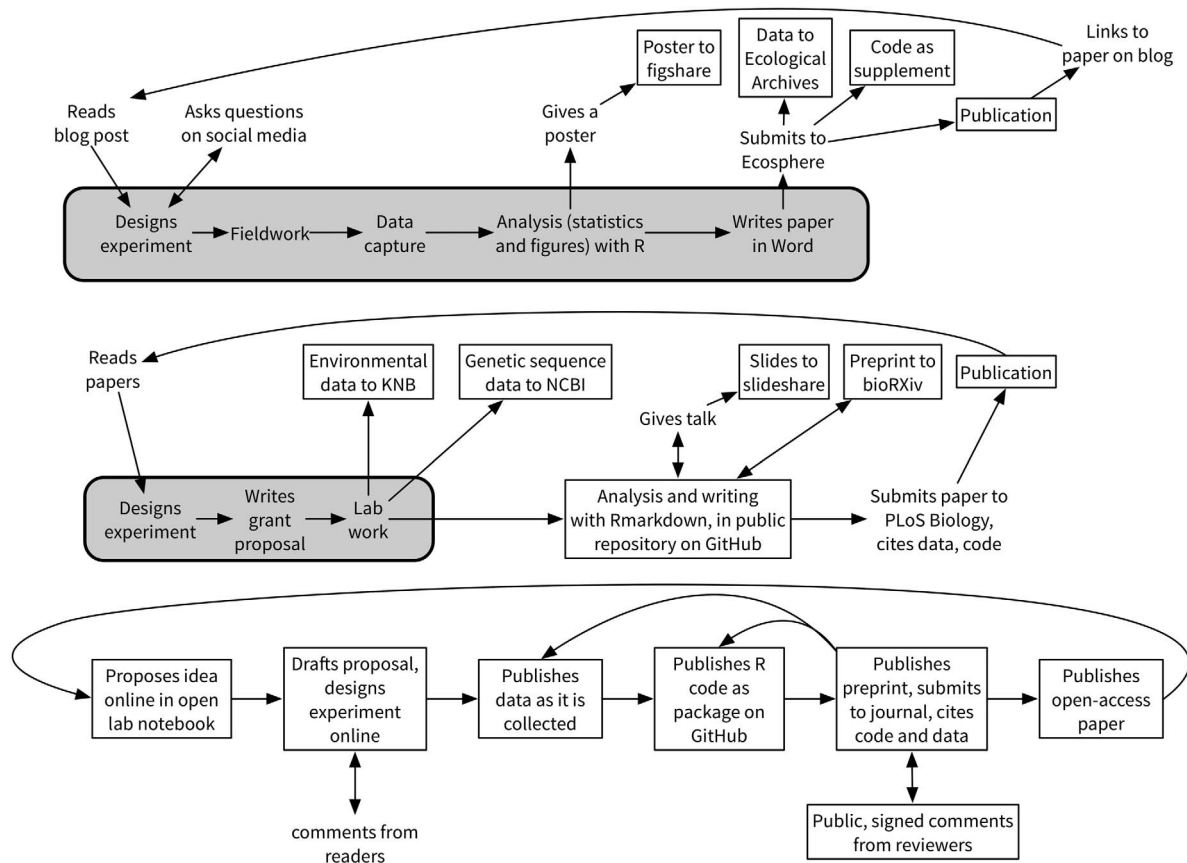 Links to
paper on blog
Poster to
figshare
Data to
Ecological
Archives
Code as
supplement
Reads
blog post
Asks questions
on social media
Gives a
poster
Submits to
Ecosphere
Publication
Designs
experiment
Fieldwork
Data
capture
Analysis (statistics
and figures) with R
Writes paper
in Word
Reads
papers
Environmental
data to KNB
Genetic sequence
data to NCBI
Slides to
slideshare
Preprint to
bioRXiv
Publication
Gives talk
Designs
experiment
Writes
grant
proposal
Lab
work
Analysis and writing
with Rmarkdown, in public
repository on GitHub
Submits paper to
PLoS Biology,
cites data, code
Proposes idea
online in open
lab notebook
Drafts proposal,
designs
experiment
online
Publishes
data as it is
collected
Publishes R
code as
package on
GitHub
Publishes
preprint, submits
to journal, cites
code and data
Publishes
open-access
paper
comments from
readers
Public, signed comments
from reviewers